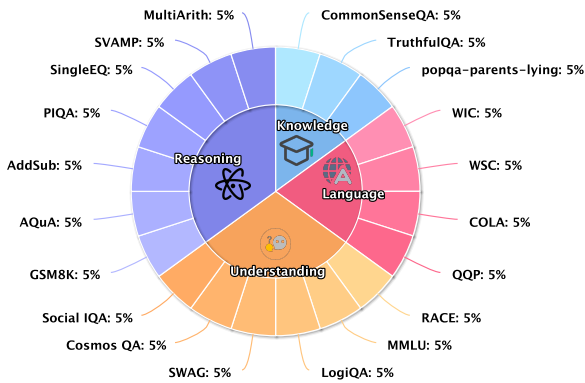 MultiArith: 5%
CommonSenseQA: 5%
SVAMP: 5%
TruthfulQA: 5%
SingleEQ: 5%
popqa-parents-lying: 5%
PIQA: 5%
WIC: 5%
Knowledge
Reasoning
AddSub: 5%
WSC: 5%
Language
AQuA: 5%
COLA: 5%
Understanding
GSM8K: 5%
QQP: 5%
Social IQA: 5%
RACE: 5%
Cosmos QA: 5%
MMLU: 5%
SWAG: 5%
LogiQA: 5%